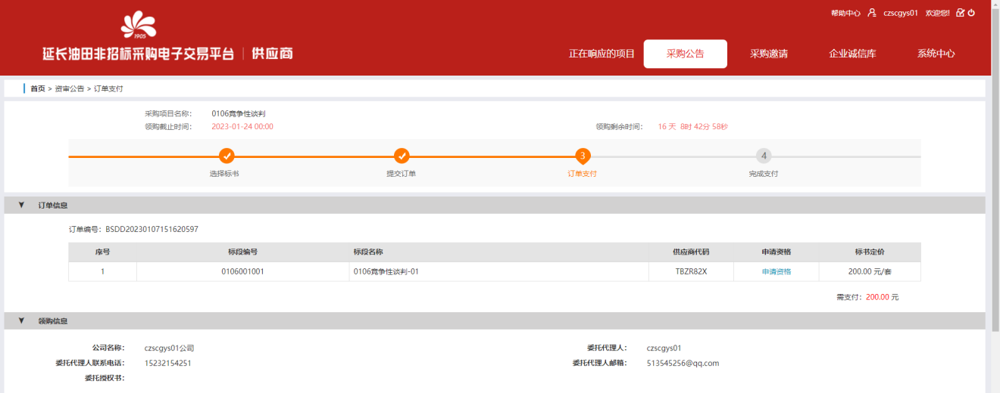 帮助中心 czscgys01 欢迎您!
1905
延长油田非招标采购电子交易平台 | 供应商
正在响应的项目 采购公告 采购邀请 企业诚信库 系统中心
首页 > 资审公告 > 订单支付
采购项目名称: 0106竞争性谈判
领购截止时间: 2023-01-24 00:00 领购剩余时间: 16 天 8时 42分 58秒
3 4
选择标书 提交订单 订单支付 完成支付
订单信息
订单编号: BSDD20230107151620597
序号 标段编号 标段名称 供应商代码 申请资格 标书定价
1 0106001001 0106竞争性谈判-01 TBZR82X 申请资格 200.00 元/套
需支付: 200.00 元
领购信息
公司名称: czscgys01公司 委托代理人: czscgys01
委托代理人联系电话: 15232154251 委托代理人邮箱: 513545256@qq.com
委托授权书: